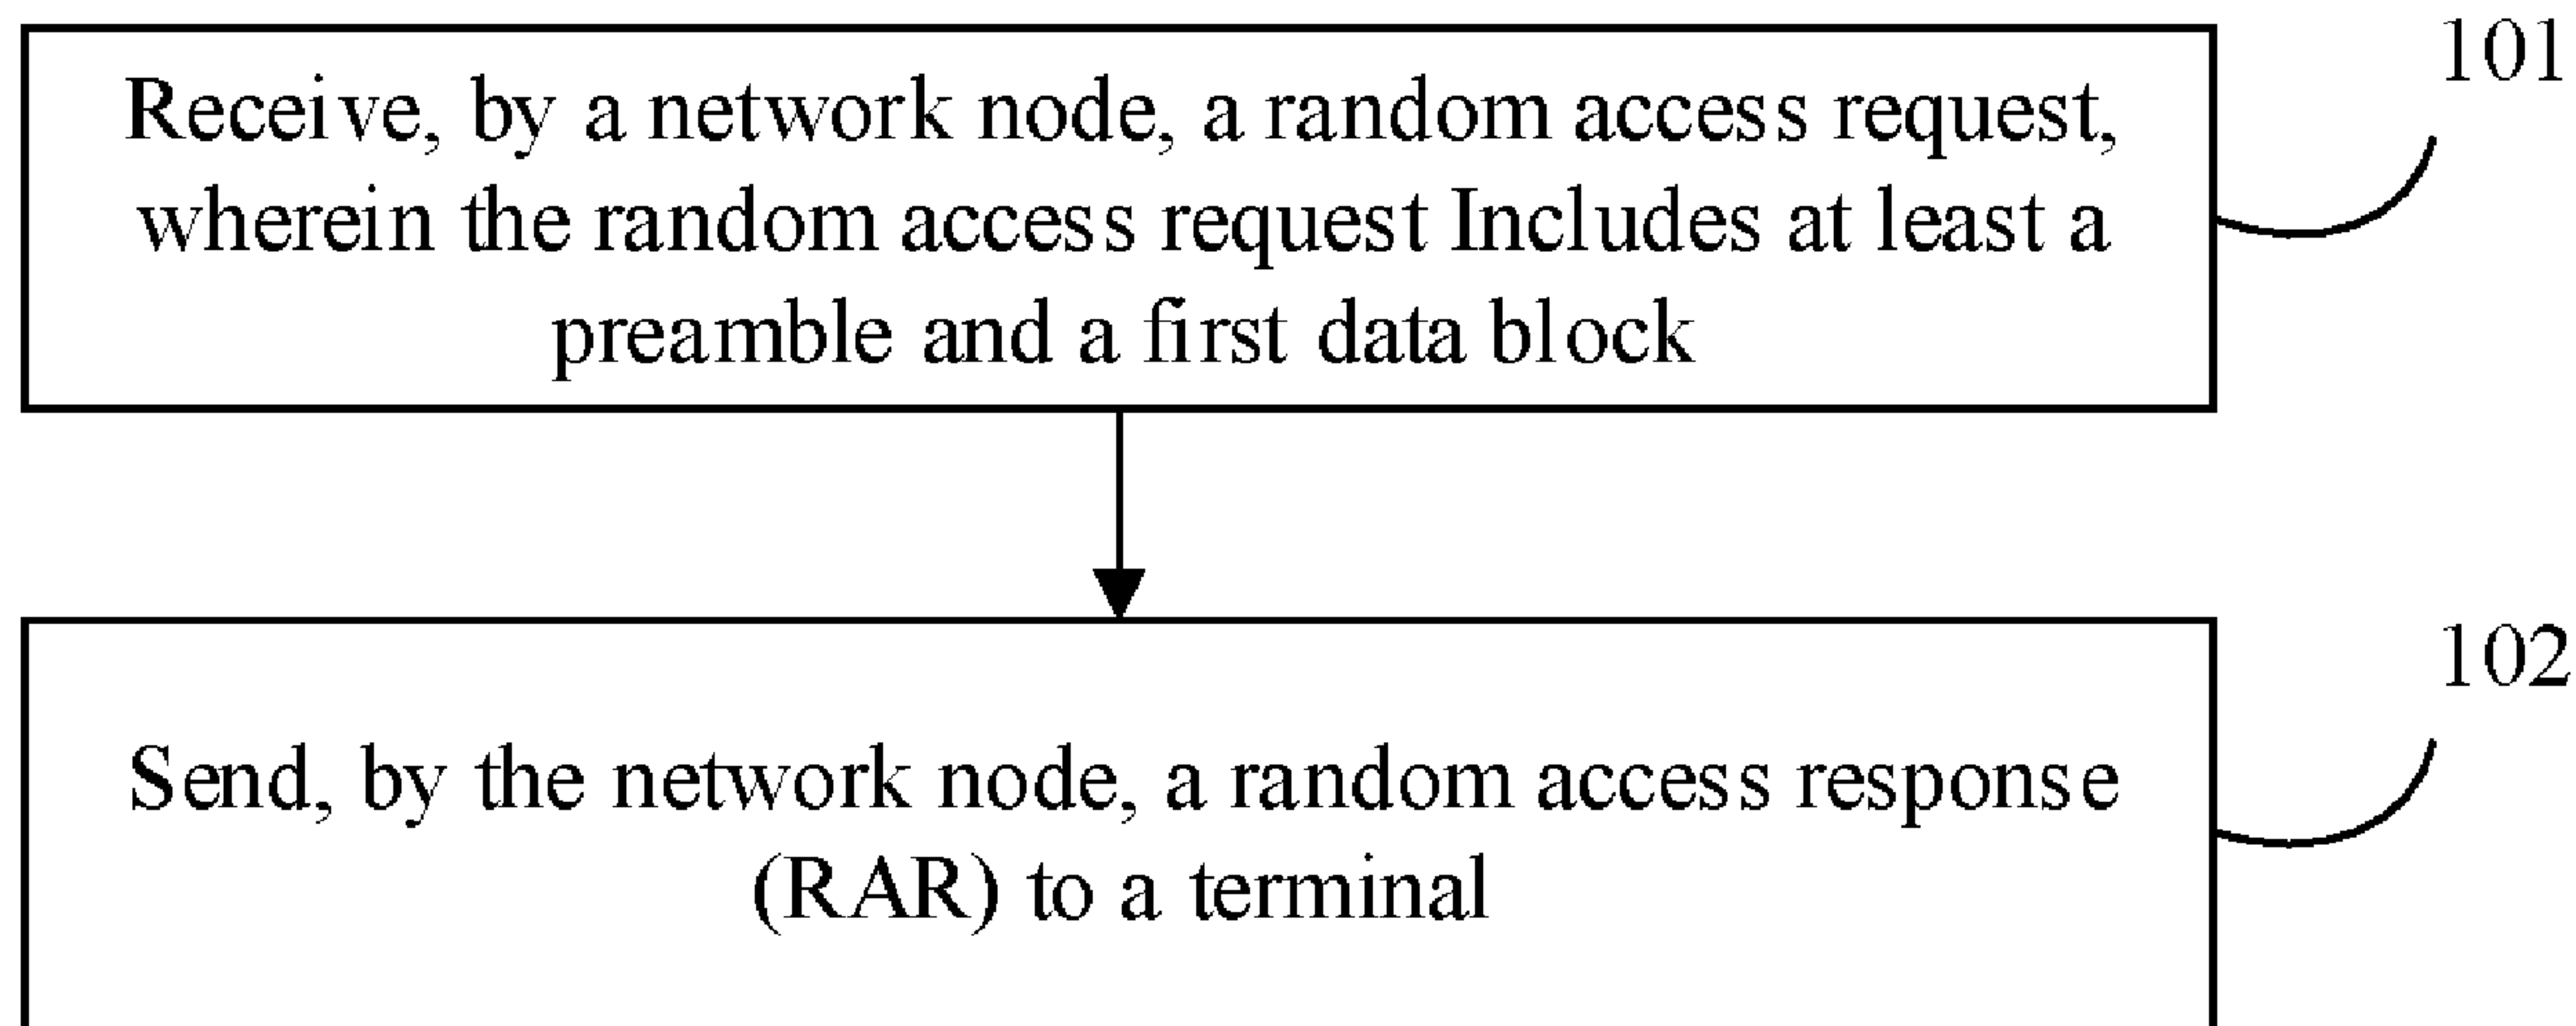 101
Receive, by a network node, a random access request,
wherein the random access request Includes at least a
preamble and a first data block
102
Send, by the network node, a random access response
(RAR) to a terminal